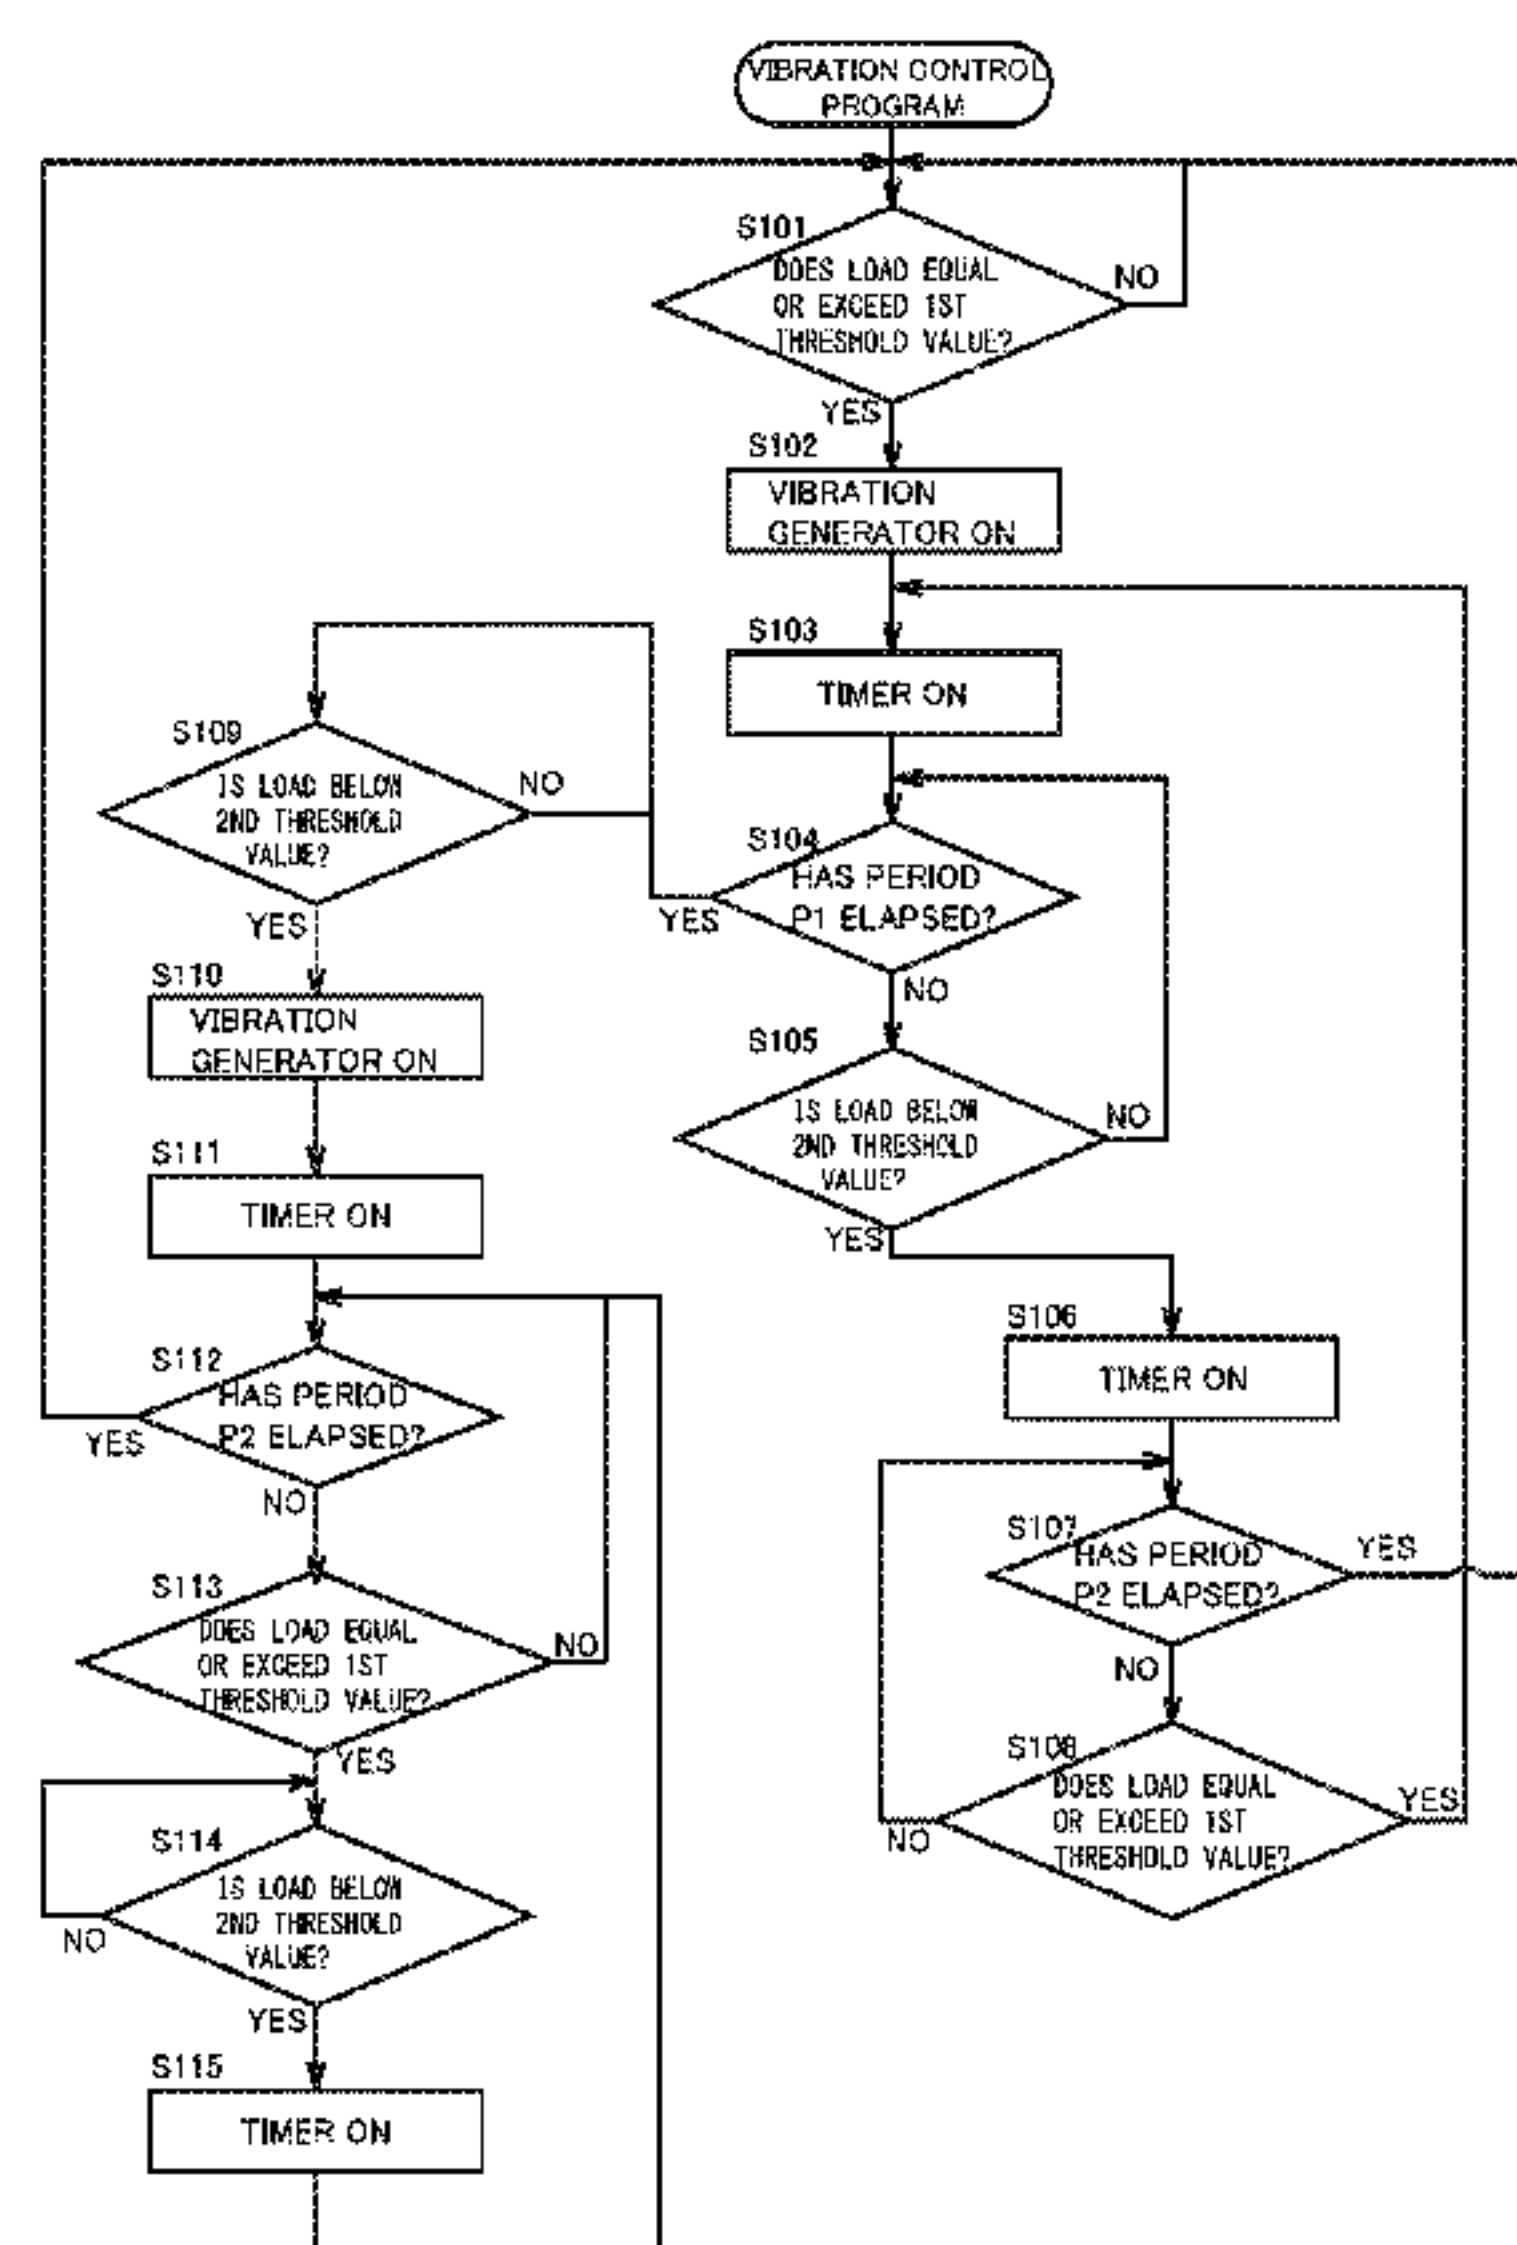 VIBRATION CONTROL
PROGRAM
S101
DOES LOAD EQUAL
OR EXCEED 1ST
THRESHOLD VALUE?
NO
YES
S102
VIBRATION
GENERATOR ON
S103
TIMER ON
S104
HAS PERIOD
P1 ELAPSED?
YES
NO
S105
IS LOAD BELOW
2ND THRESHOLD
VALUE?
NO
YES
S106
TIMER ON
S107
HAS PERIOD
P2 ELAPSED?
YES
NO
S108
DOES LOAD EQUAL
OR EXCEED 1ST
THRESHOLD VALUE?
YES
NO
S109
IS LOAD BELOW
2ND THRESHOLD
VALUE?
NO
YES
S110
VIBRATION
GENERATOR ON
S111
TIMER ON
S112
HAS PERIOD
P2 ELAPSED?
YES
NO
S113
DOES LOAD EQUAL
OR EXCEED 1ST
THRESHOLD VALUE?
NO
YES
S114
IS LOAD BELOW
2ND THRESHOLD
VALUE?
NO
YES
S115
TIMER ON